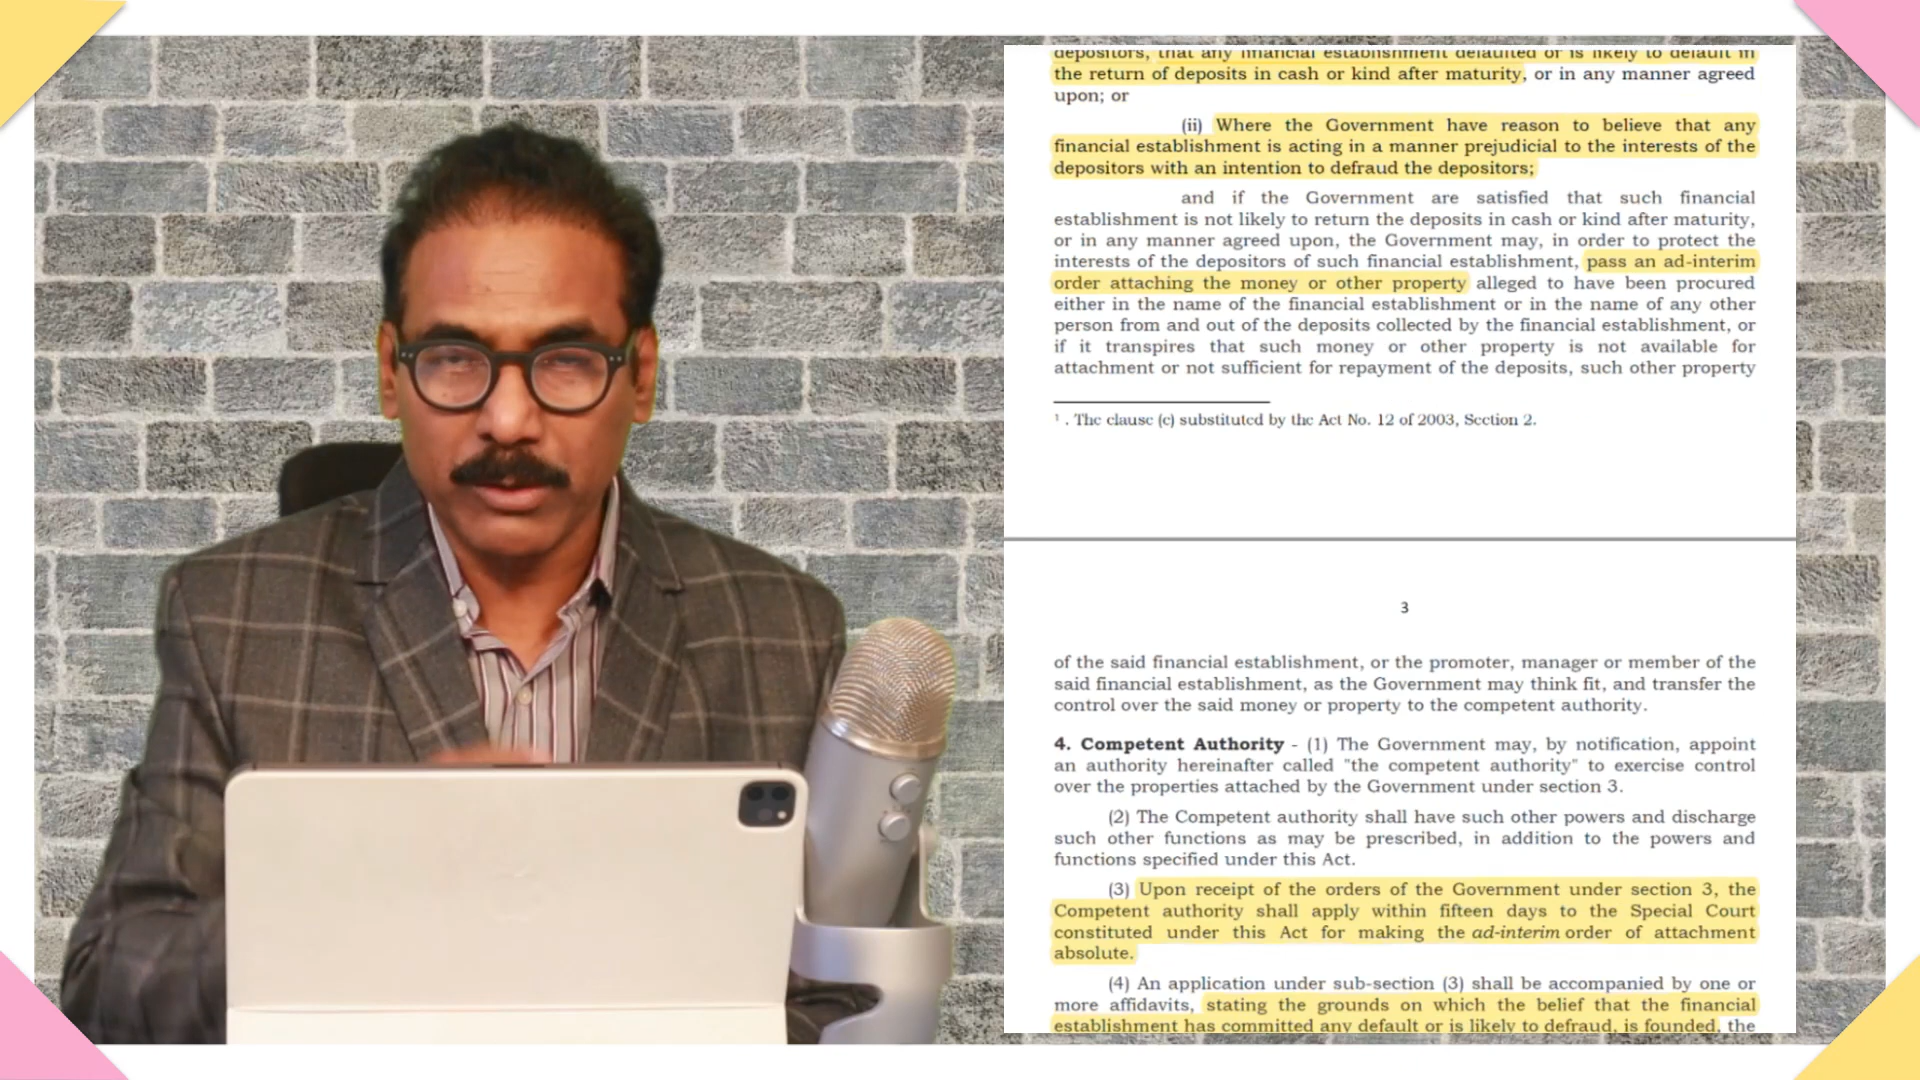 depositors, that any financial establishment defaulted or is likely to default in
the return of deposits in cash or kind after maturity, or in any manner agreed
upon; or
(ii) Where the Government have reason to believe that any
financial establishment is acting in a manner prejudicial to the interests of the
depositors with an intention to defraud the depositors;
and if the Government are satisfied that such financial
establishment is not likely to return the deposits in cash or kind after maturity,
or in any manner agreed upon, the Government may, in order to protect the
interests of the depositors of such financial establishment, pass an ad-interim
order attaching the money or other property alleged to have been procured
either in the name of the financial establishment or in the name of any other
person from and out of the deposits collected by the financial establishment, or
if it transpires that such money or other property is not available for
attachment or not sufficient for repayment of the deposits, such other property
1 . The clause (c) substituted by the Act No. 12 of 2003, Section 2.
3
of the said financial establishment, or the promoter, manager or member of the
said financial establishment, as the Government may think fit, and transfer the
control over the said money or property to the competent authority.
4. Competent Authority - (1) The Government may, by notification, appoint
an authority hereinafter called "the competent authority" to exercise control
over the properties attached by the Government under section 3.
(2) The Competent authority shall have such other powers and discharge
such other functions as may be prescribed, in addition to the powers and
functions specified under this Act.
(3) Upon receipt of the orders of the Government under section 3, the
Competent authority shall apply within fifteen days to the Special Court
constituted under this Act for making the ad-interim order of attachment
absolute.
(4) An application under sub-section (3) shall be accompanied by one or
more affidavits, stating the grounds on which the belief that the financial
establishment has committed any default or is likely to defraud, is founded, the